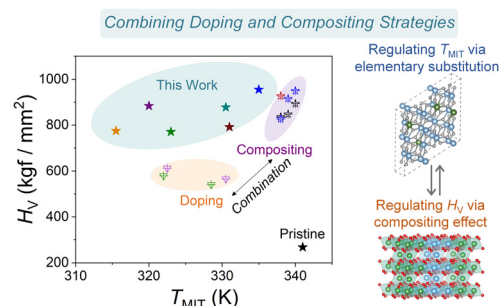 Combining Doping and Compositing Strategies
This Work
Compositing
Combination
Doping
Pristine
H_V (kgf / mm²)
1000
800
600
400
200
310
320
330
340
T_MIT (K)
Regulating T_MIT via
elementary substitution
Regulating H_V via
compositing effect